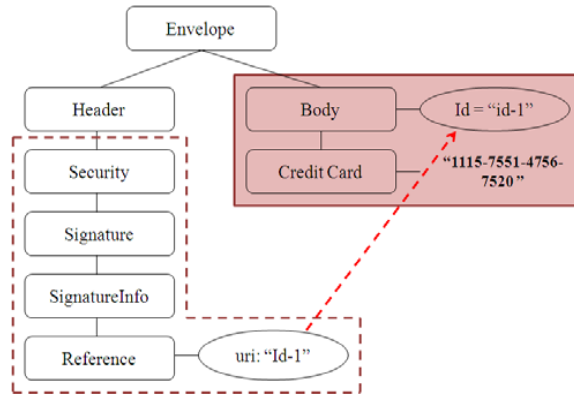 Envelope
Header
Body
Id = “id-1”
Security
Credit Card
“1115-7551-4756-
7520”
Signature
SignatureInfo
Reference
uri: “Id-1”